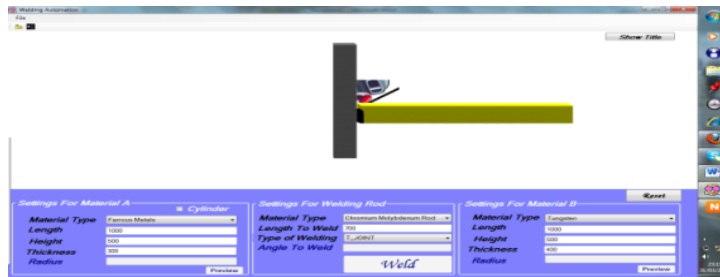 Welding Automation
File
Show Title
Reset
Settings For Material A
Cylinder
Material Type Ferrous Metals
Length 1000
Height 500
Thickness 300
Radius
Preview
Settings For Welding Rod
Material Type Chromium Molybdenum Rod
Length To Weld 700
Type of Welding T_JOINT
Angle To Weld
Weld
Settings For Material B
Material Type Tungsten
Length 1000
Height 500
Thickness 400
Radius
Preview